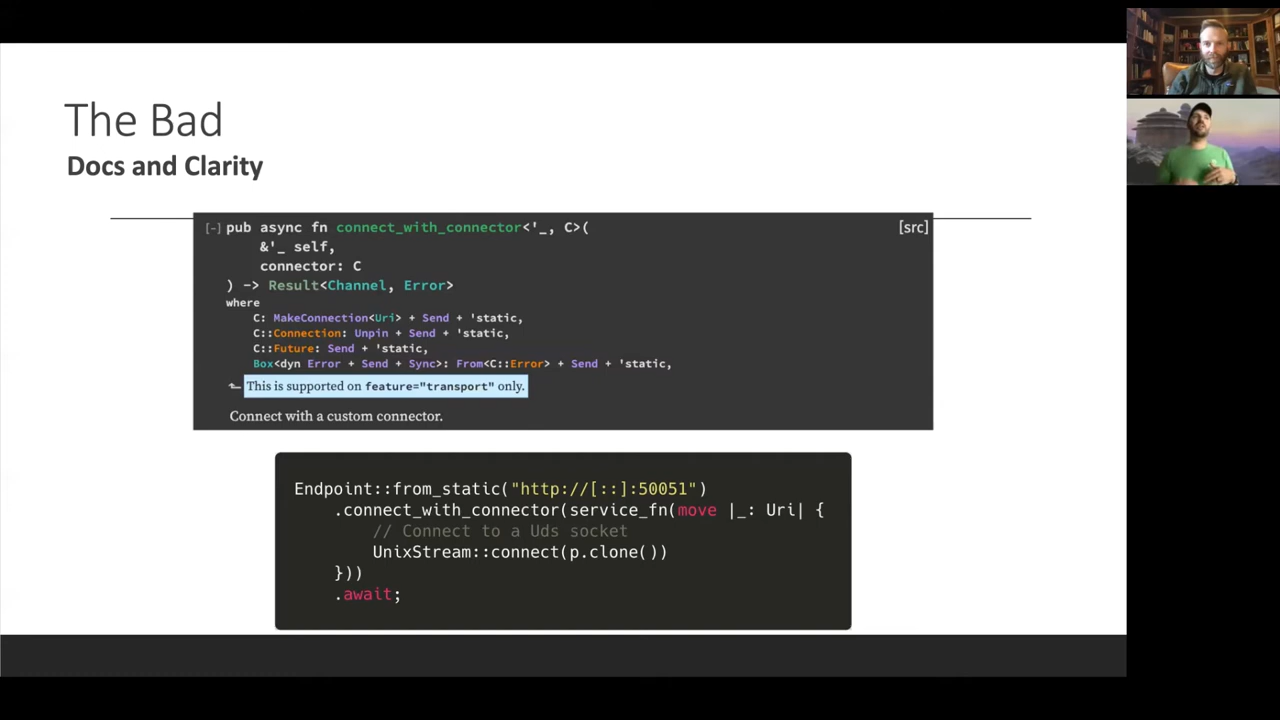 The Bad
Docs and Clarity
[-] pub async fn connect_with_connector<'_, C>( [src]
&'_ self,
connector: C
) -> Result<Channel, Error>
where
C: MakeConnection<Uri> + Send + 'static,
C::Connection: Unpin + Send + 'static,
C::Future: Send + 'static,
Box<dyn Error + Send + Sync>: From<C::Error> + Send + 'static,
This is supported on feature="transport" only.
Connect with a custom connector.
Endpoint::from_static("http://[::]:50051")
.connect_with_connector(service_fn(move |_: Uri| {
// Connect to a Uds socket
UnixStream::connect(p.clone())
}))
.await;